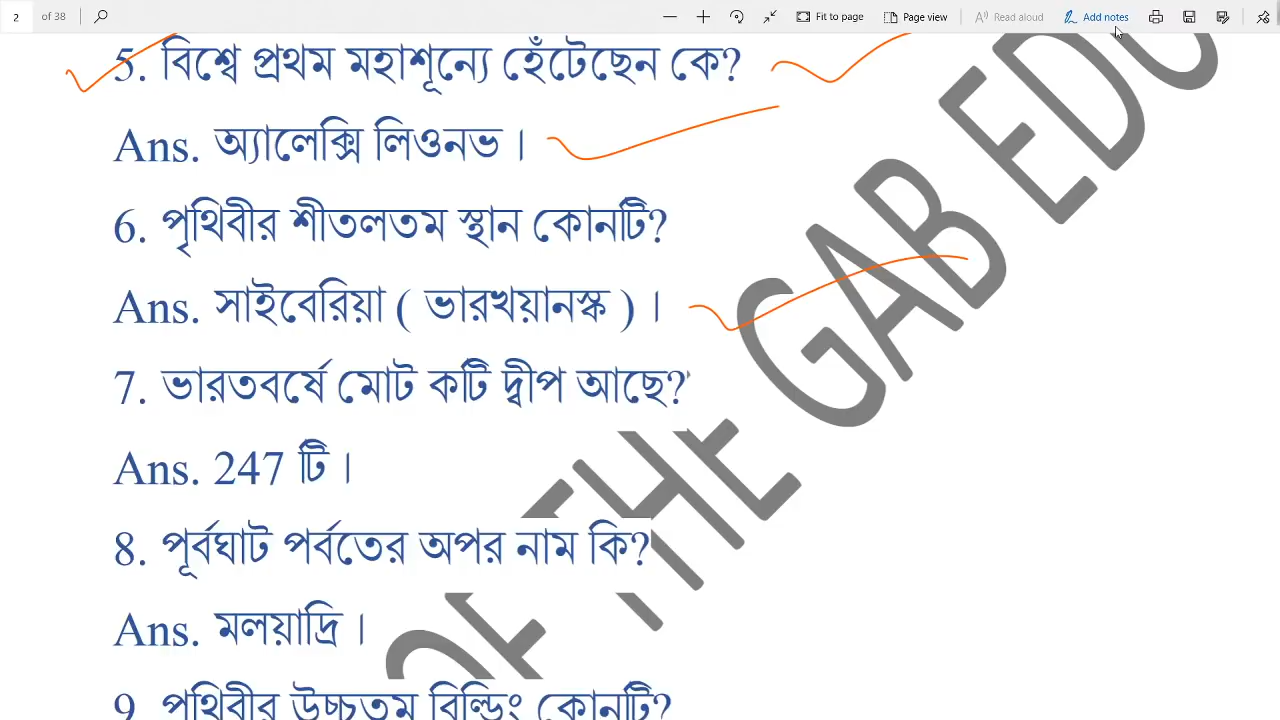 2 of 38 Fit to page Page view Read aloud Add notes
5. বিশ্বে প্রথম মহাশূন্যে হেঁটেছেন কে?
Ans. অ্যালেক্সি লিওনভ।
6. পৃথিবীর শীতলতম স্থান কোনটি?
Ans. সাইবেরিয়া ( ভারখয়ানস্ক )।
7. ভারতবর্ষে মোট কটি দ্বীপ আছে?
Ans. 247 টি।
8. পূর্বঘাট পর্বতের অপর নাম কি?
Ans. মলয়াদ্রি।
9. পৃথিবীর উচ্চতম বিল্ডিং কোনটি?
OF THE GAB EDU